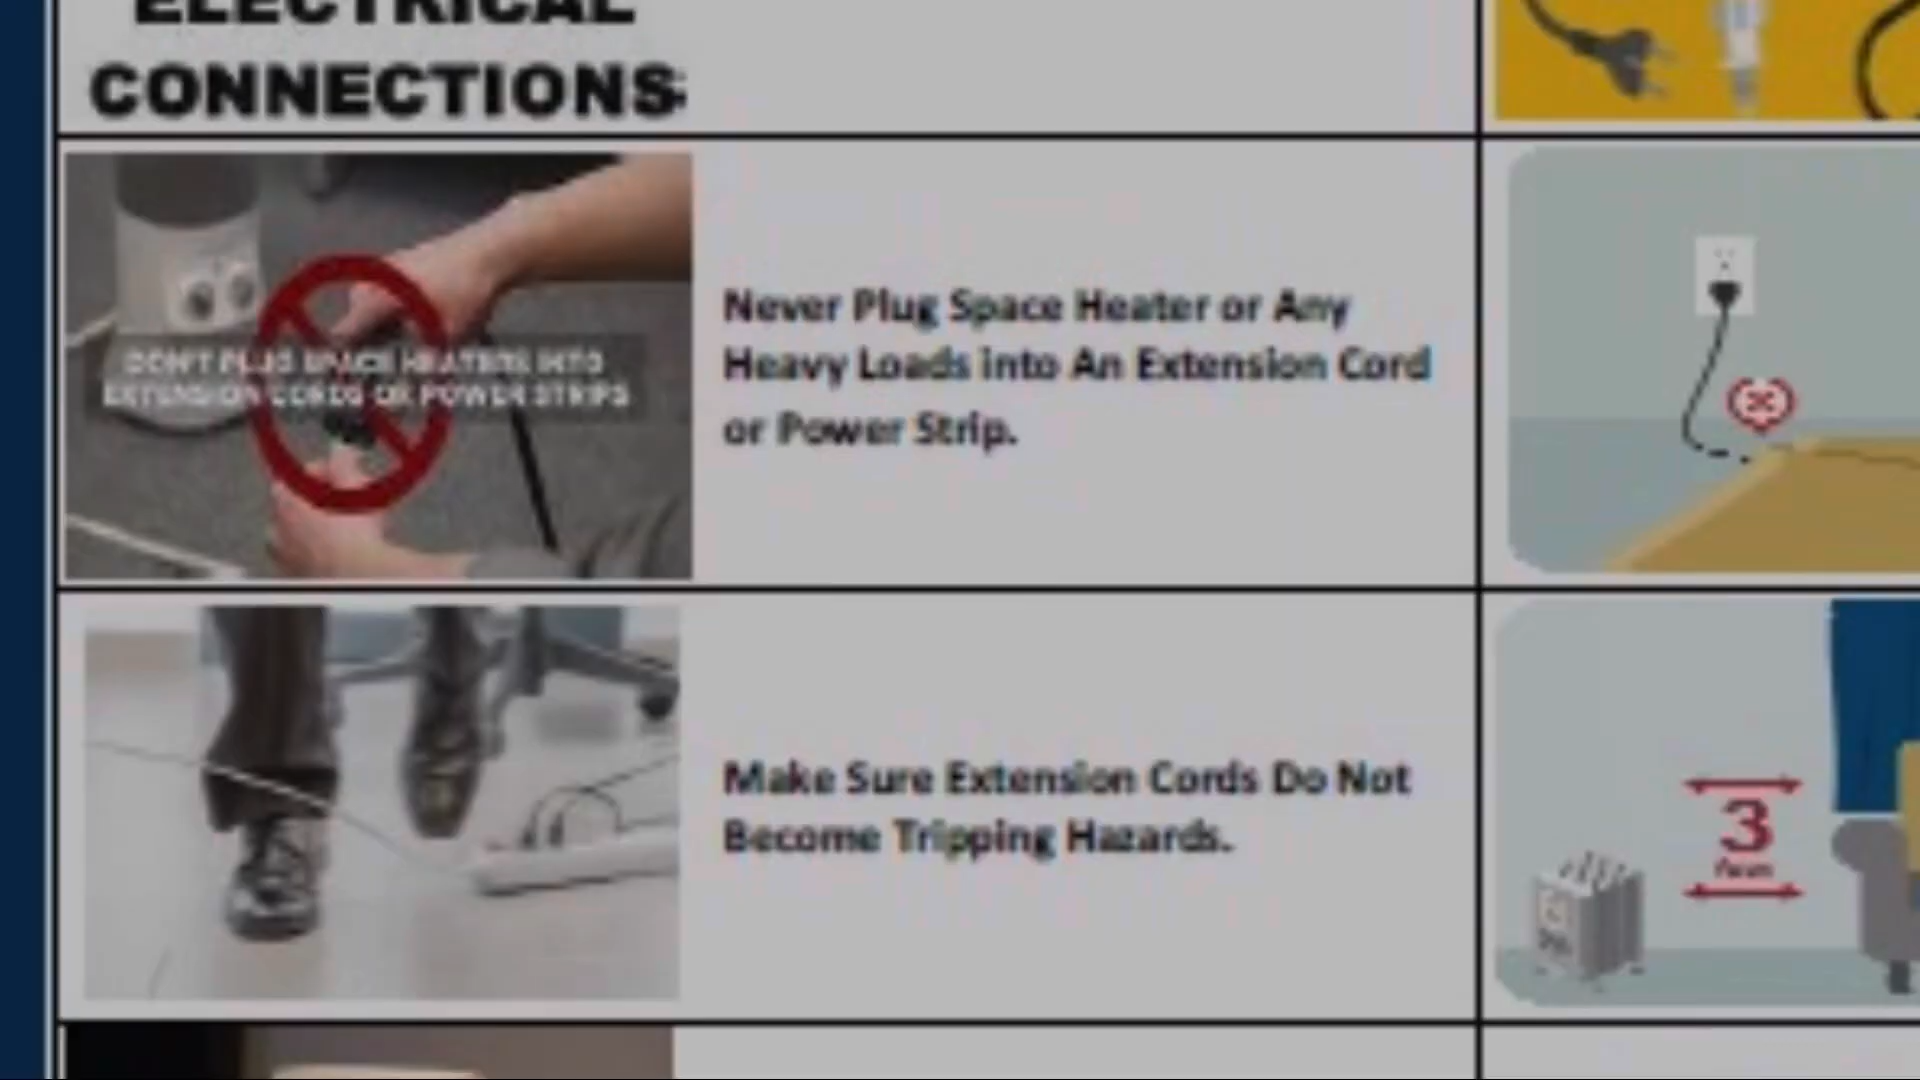 ELECTRICAL
CONNECTIONS:
DON'T PLUG SPACE HEATERS INTO
EXTENSION CORDS OR POWER STRIPS
Never Plug Space Heater or Any
Heavy Loads into An Extension Cord
or Power Strip.
Make Sure Extension Cords Do Not
Become Tripping Hazards.
3